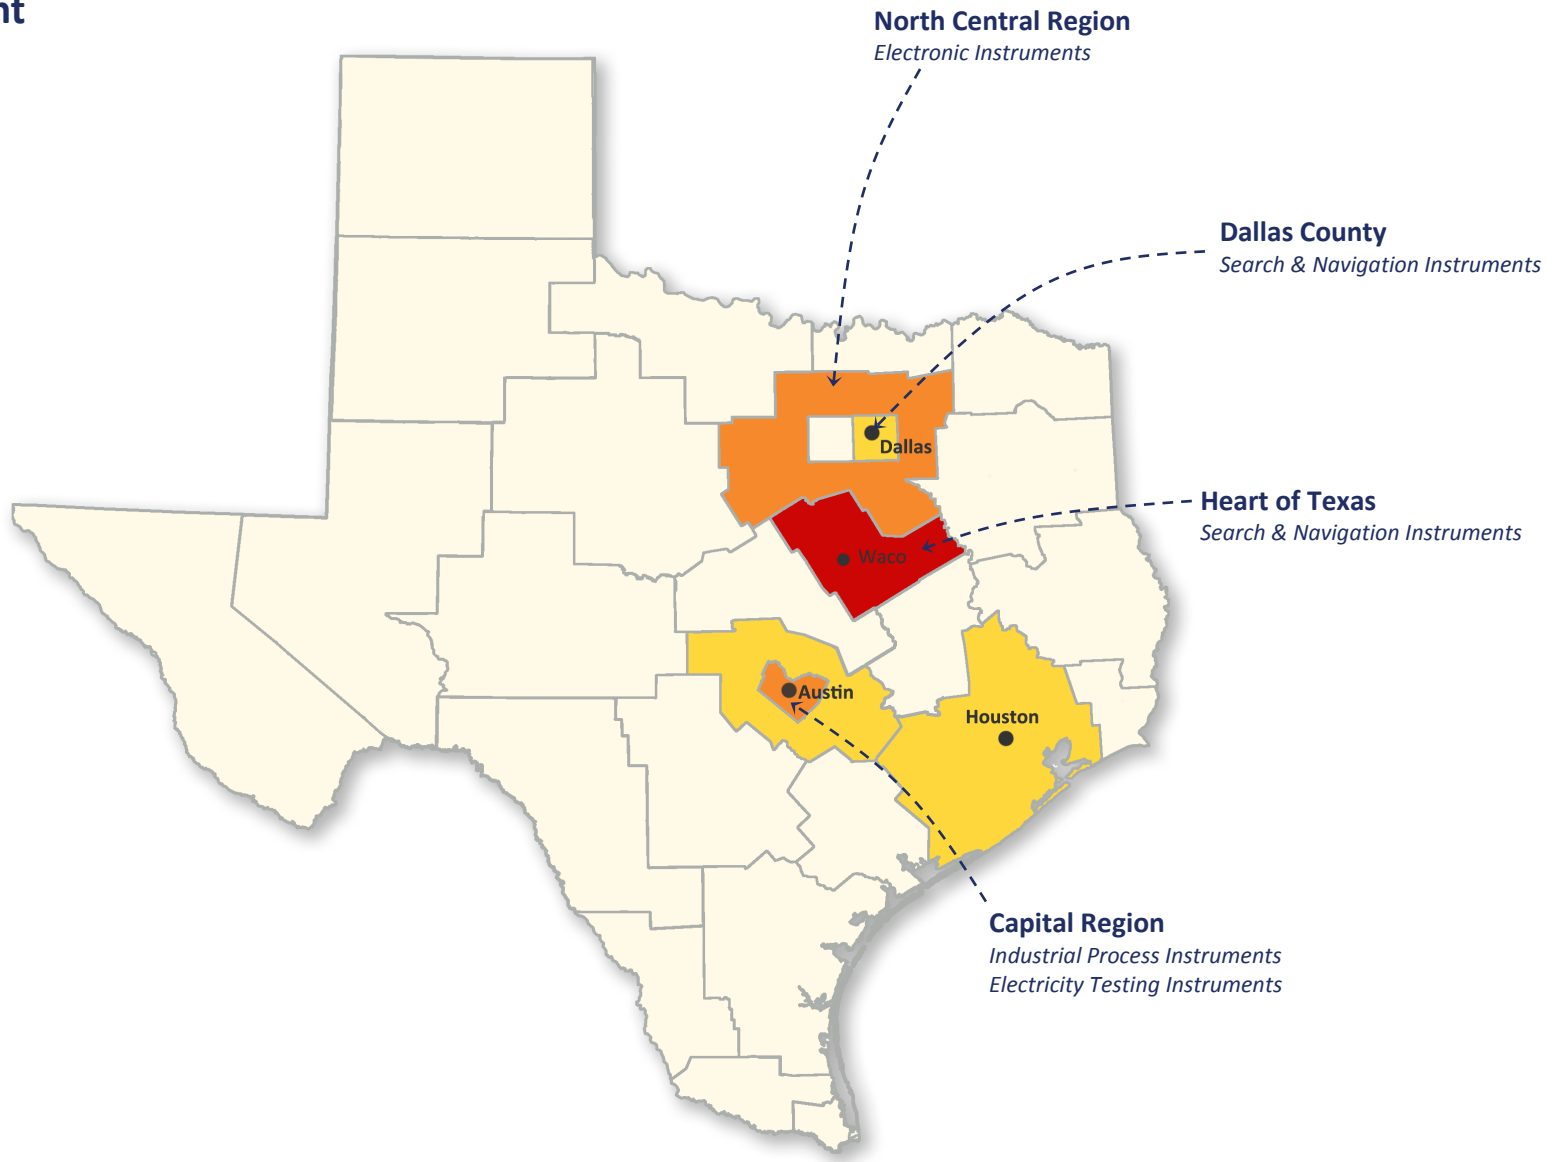 nt
North Central Region
Electronic Instruments
Dallas County
Search & Navigation Instruments
Dallas
Heart of Texas
Search & Navigation Instruments
Waco
Austin
Houston
Capital Region
Industrial Process Instruments
Electricity Testing Instruments